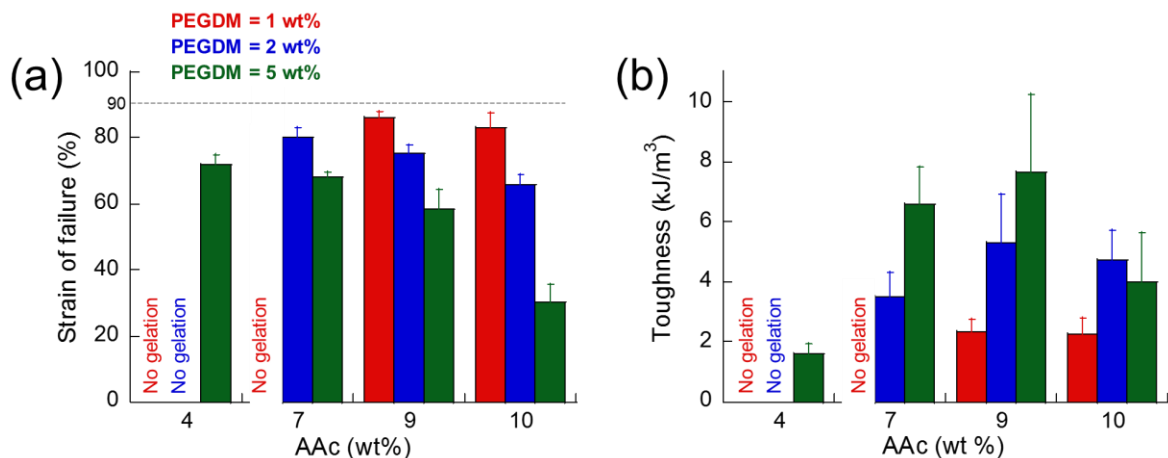 PEGDM = 1 wt%
PEGDM = 2 wt%
PEGDM = 5 wt%
(a)
100
90
80
60
40
20
0
Strain of failure (%)
No gelation
No gelation
No gelation
4
7
9
10
AAc (wt%)
(b)
10
8
6
4
2
0
Toughness (kJ/m³)
No gelation
No gelation
No gelation
4
7
9
10
AAc (wt %)